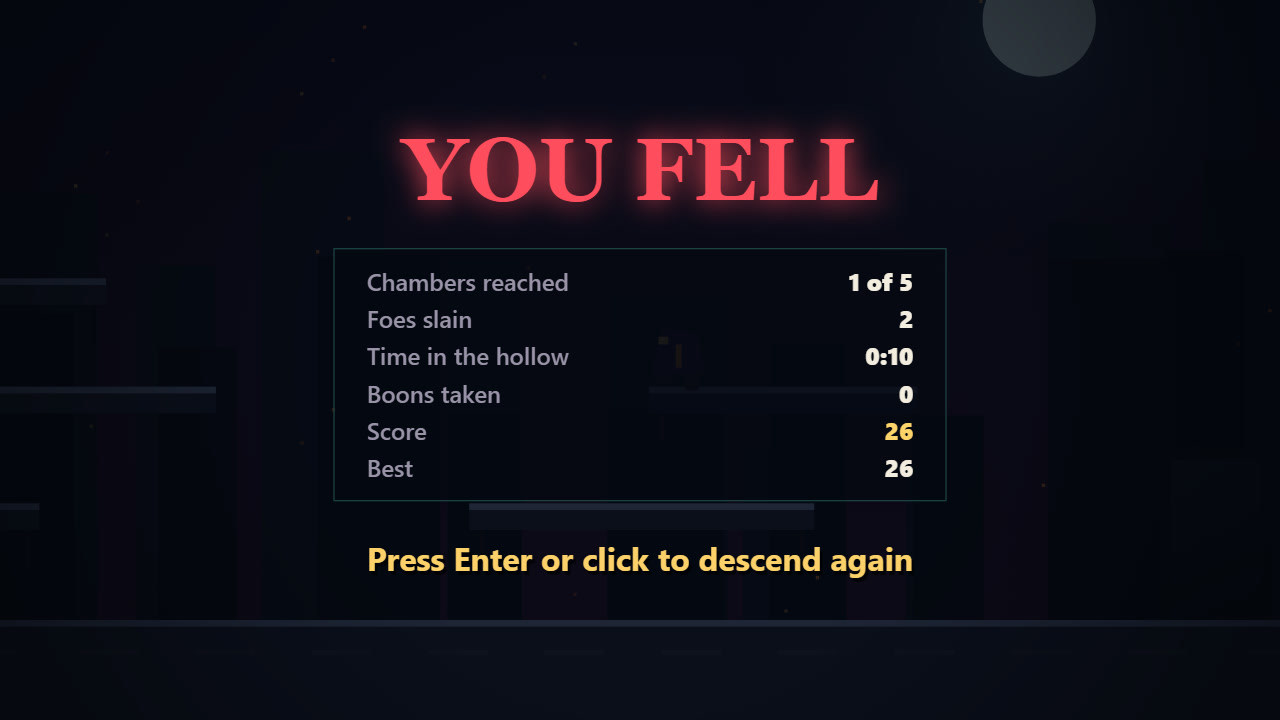 YOU FELL
Chambers reached 1 of 5
Foes slain 2
Time in the hollow 0:10
Boons taken 0
Score 26
Best 26
Press Enter or click to descend again